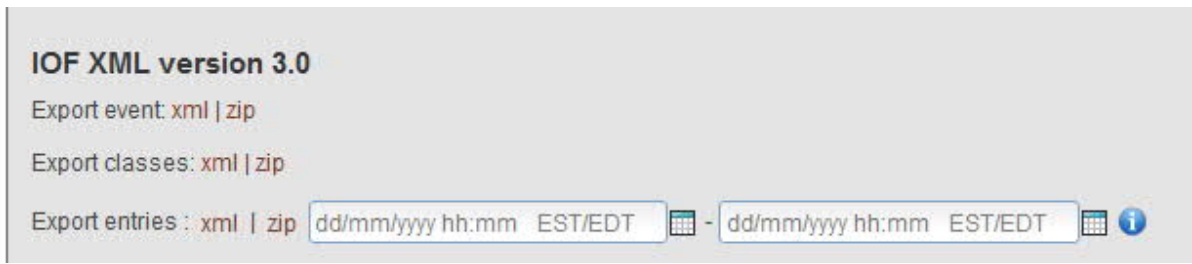 IOF XML version 3.0
Export event: xml | zip
Export classes: xml | zip
Export entries : xml | zip dd/mm/yyyy hh:mm EST/EDT - dd/mm/yyyy hh:mm EST/EDT